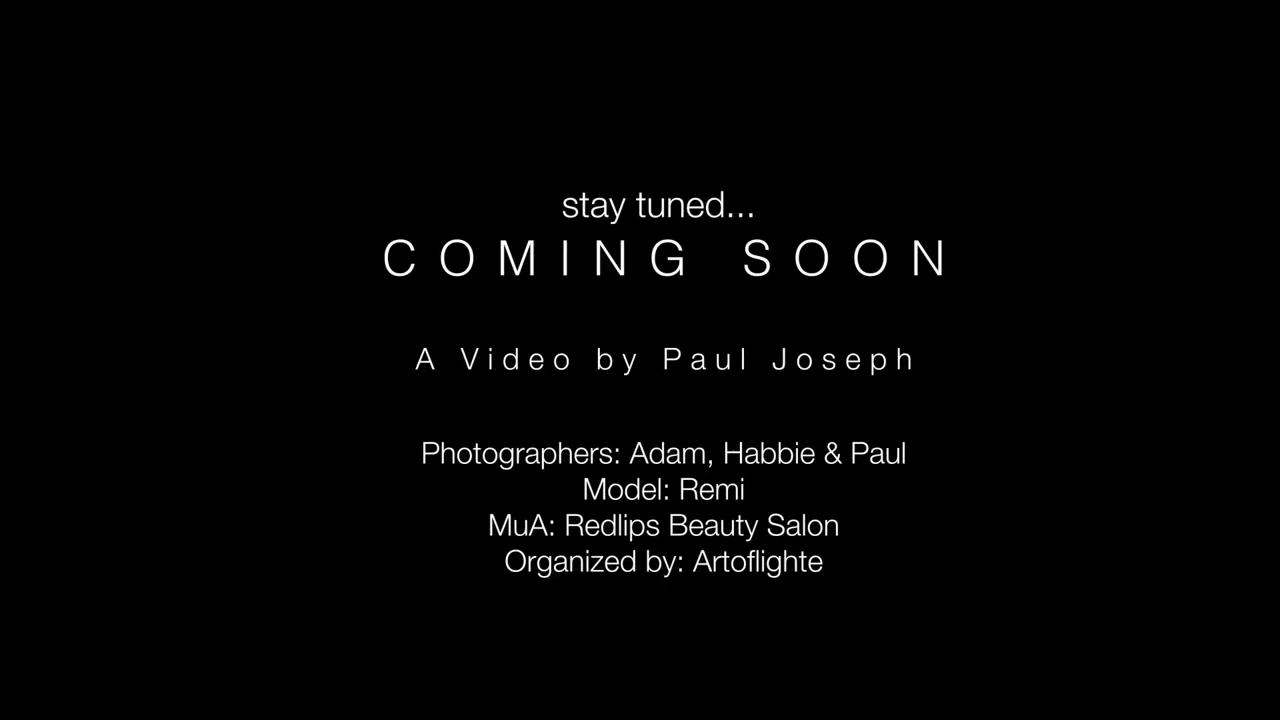 stay tuned...
COMING SOON
A Video by Paul Joseph
Photographers: Adam, Habbie & Paul
Model: Remi
MuA: Redlips Beauty Salon
Organized by: Artoflighte